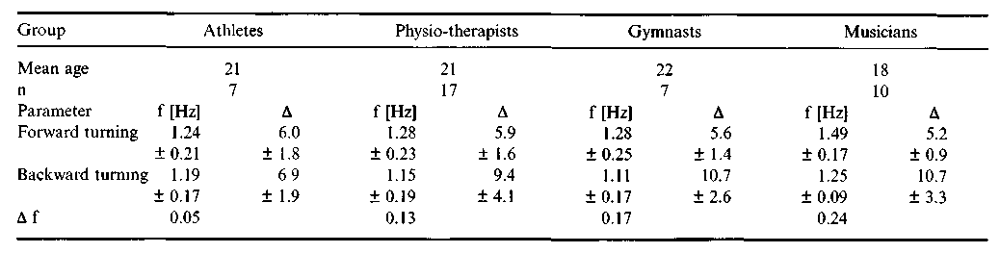 Group Athletes Physio-therapists Gymnasts Musicians
Mean age 21 21 22 18
n 7 17 7 10
Parameter f [Hz] Δ f [Hz] Δ f [Hz] Δ f [Hz] Δ
Forward turning 1.24 6.0 1.28 5.9 1.28 5.6 1.49 5.2
± 0.21 ± 1.8 ± 0.23 ± 1.6 ± 0.25 ± 1.4 ± 0.17 ± 0.9
Backward turning 1.19 6 9 1.15 9.4 1.11 10.7 1.25 10.7
± 0.17 ± 1.9 ± 0.19 ± 4.1 ± 0.17 ± 2.6 ± 0.09 ± 3.3
Δ f 0.05 0.13 0.17 0.24